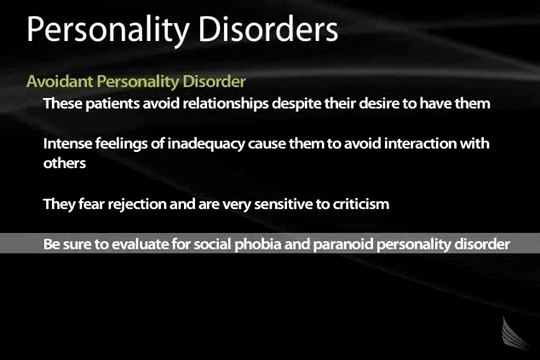 Personality Disorders
Avoidant Personality Disorder
These patients avoid relationships despite their desire to have them
Intense feelings of inadequacy cause them to avoid interaction with
others
They fear rejection and are very sensitive to criticism
Be sure to evaluate for social phobia and paranoid personality disorder